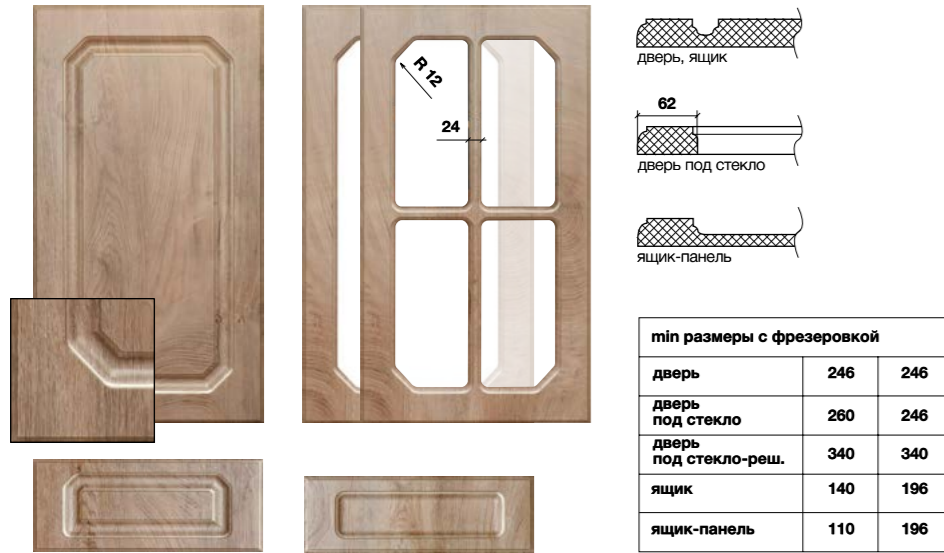 R 12
24
дверь, ящик
62
дверь под стекло
ящик-панель
min размеры с фрезеровкой
дверь 246 246
дверь
под стекло 260 246
дверь
под стекло-реш. 340 340
ящик 140 196
ящик-панель 110 196